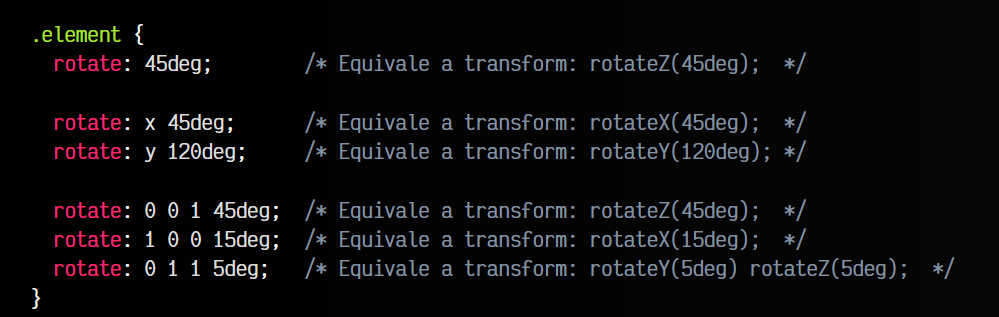 .element {
  rotate: 45deg;        /* Equivale a transform: rotateZ(45deg);  */
  rotate: x 45deg;      /* Equivale a transform: rotateX(45deg);  */
  rotate: y 120deg;     /* Equivale a transform: rotateY(120deg); */
  rotate: 0 0 1 45deg;  /* Equivale a transform: rotateZ(45deg);  */
  rotate: 1 0 0 15deg;  /* Equivale a transform: rotateX(15deg);  */
  rotate: 0 1 1 5deg;   /* Equivale a transform: rotateY(5deg) rotateZ(5deg);  */
}